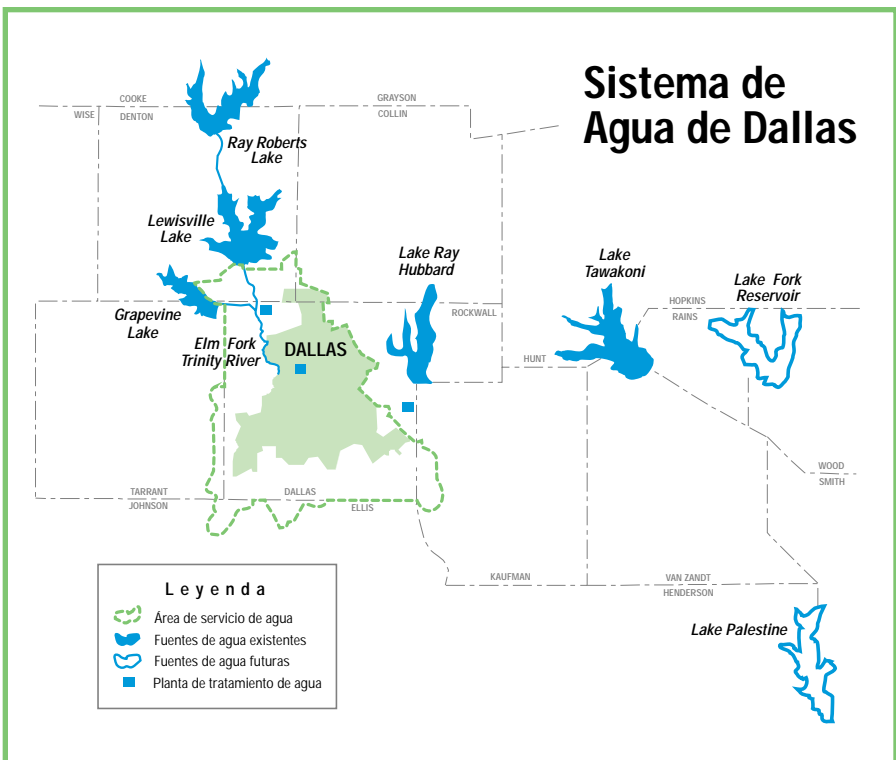 Sistema de
Agua de Dallas
COOKE
GRAYSON
WISE
DENTON
COLLIN
Ray Roberts
Lake
Lewisville
Lake
Lake Ray
Hubbard
Lake
Tawakoni
Lake Fork
Reservoir
Grapevine
Lake
ROCKWALL
HOPKINS
RAINS
Elm Fork
Trinity River
DALLAS
HUNT
WOOD
SMITH
TARRANT
JOHNSON
DALLAS
ELLIS
KAUFMAN
VAN ZANDT
HENDERSON
Lake Palestine
Leyenda
Área de servicio de agua
Fuentes de agua existentes
Fuentes de agua futuras
Planta de tratamiento de agua